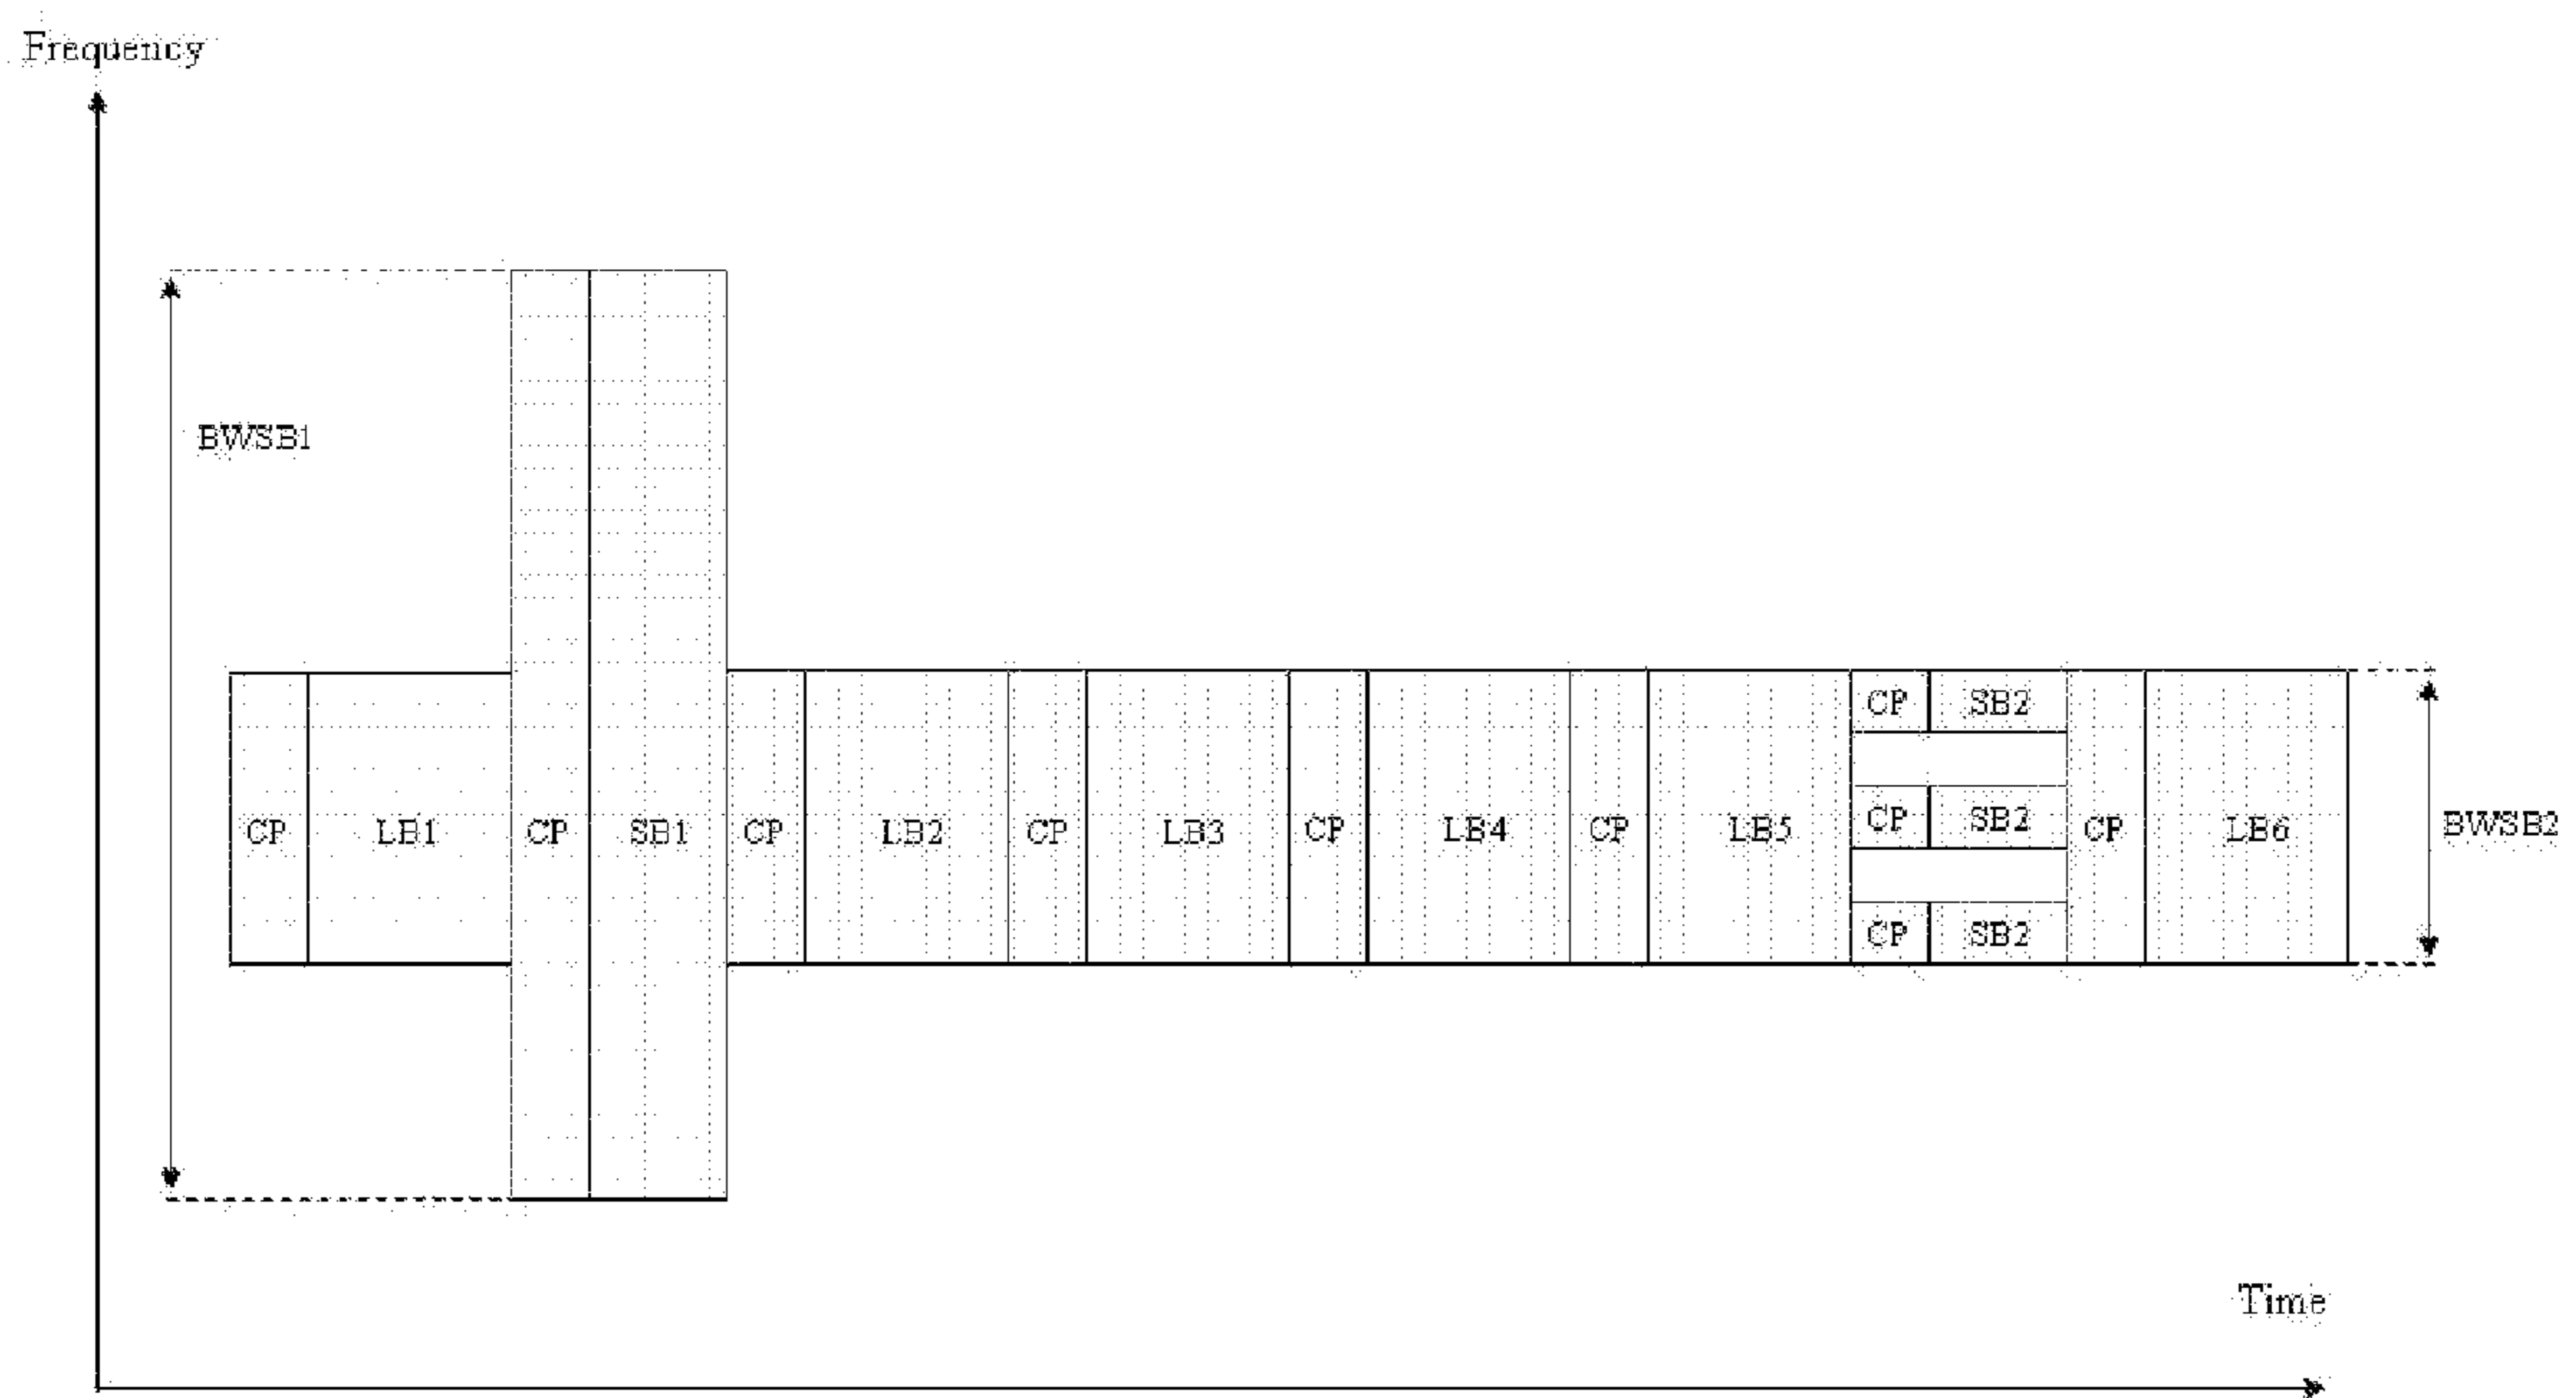 Frequency
BWSB1
CP SB2
CP LB1 CP SB1 CP LB2 CP LB3 CP LB4 CP LB5 CP SB2 CP LB6 BWSB2
CP SB2
Time